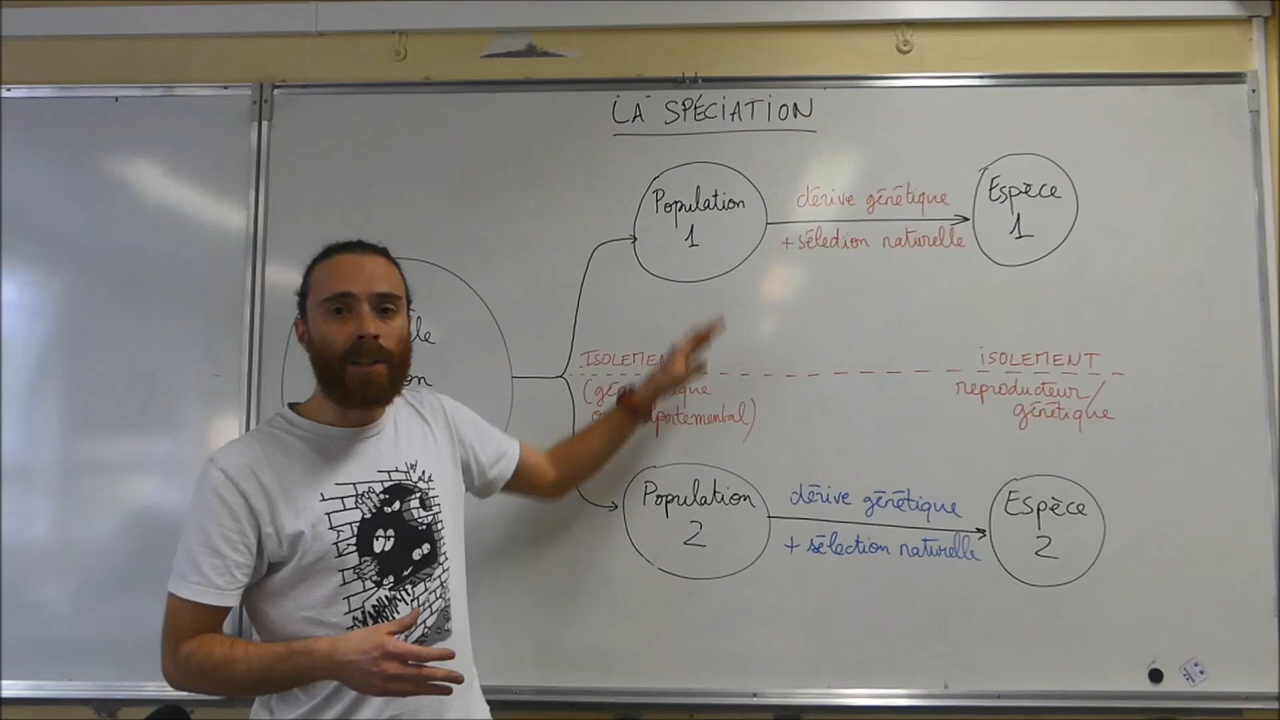 LA SPÉCIATION
Population
1
dérive génétique
+ sélection naturelle
Espèce
1
ISOLEMENT
reproducteur/
génétique
Population
2
dérive génétique
+ sélection naturelle
Espèce
2